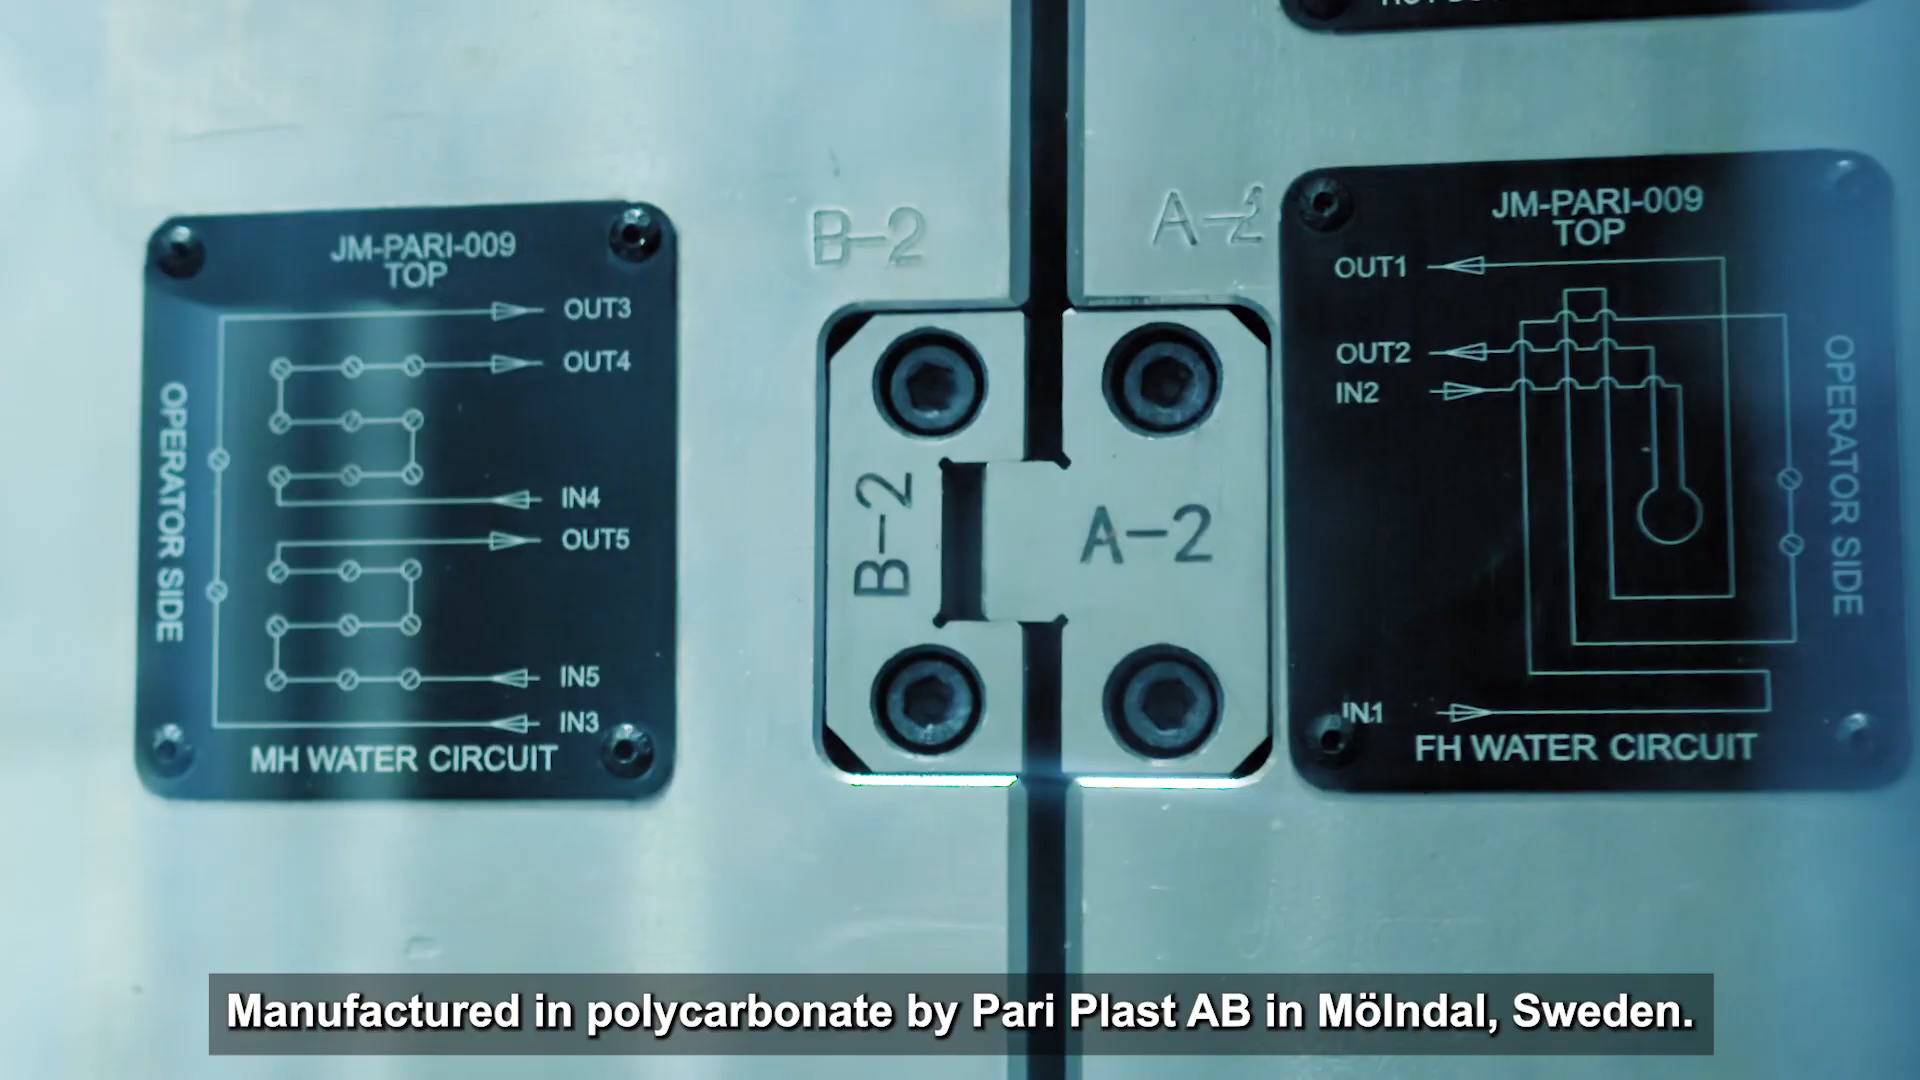 JM-PARI-009
TOP
OUT3
OUT4
OPERATOR SIDE
IN4
OUT5
IN5
IN3
MH WATER CIRCUIT
B-2
A-2
B-2
A-2
JM-PARI-009
TOP
OUT1
OUT2
IN2
OPERATOR SIDE
IN1
FH WATER CIRCUIT
Manufactured in polycarbonate by Pari Plast AB in Mölndal, Sweden.